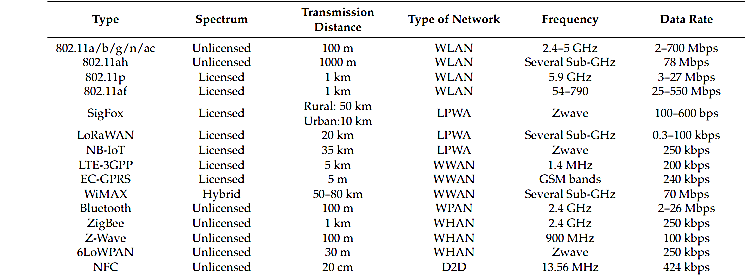 Type Spectrum Transmission Distance Type of Network Frequency Data Rate
802.11a/b/g/n/ac Unlicensed 100 m WLAN 2.4–5 GHz 2–700 Mbps
802.11ah Unlicensed 1000 m WLAN Several Sub-GHz 78 Mbps
802.11p Licensed 1 km WLAN 5.9 GHz 3–27 Mbps
802.11af Licensed 1 km WLAN 54–790 25–550 Mbps
SigFox Licensed Rural: 50 km Urban:10 km LPWA Zwave 100–600 bps
LoRaWAN Licensed 20 km LPWA Several Sub-GHz 0.3–100 kbps
NB-IoT Licensed 35 km LPWA Zwave 250 kbps
LTE-3GPP Licensed 5 km WWAN 1.4 MHz 200 kbps
EC-GPRS Licensed 5 m WWAN GSM bands 240 kbps
WiMAX Hybrid 50–80 km WWAN Several Sub-GHz 70 Mbps
Bluetooth Unlicensed 100 m WPAN 2.4 GHz 2–26 Mbps
ZigBee Unlicensed 1 km WHAN 2.4 GHz 250 kbps
Z-Wave Unlicensed 100 m WHAN 900 MHz 100 kbps
6LoWPAN Unlicensed 30 m WHAN Zwave 250 kbps
NFC Unlicensed 20 cm D2D 13.56 MHz 424 kbps